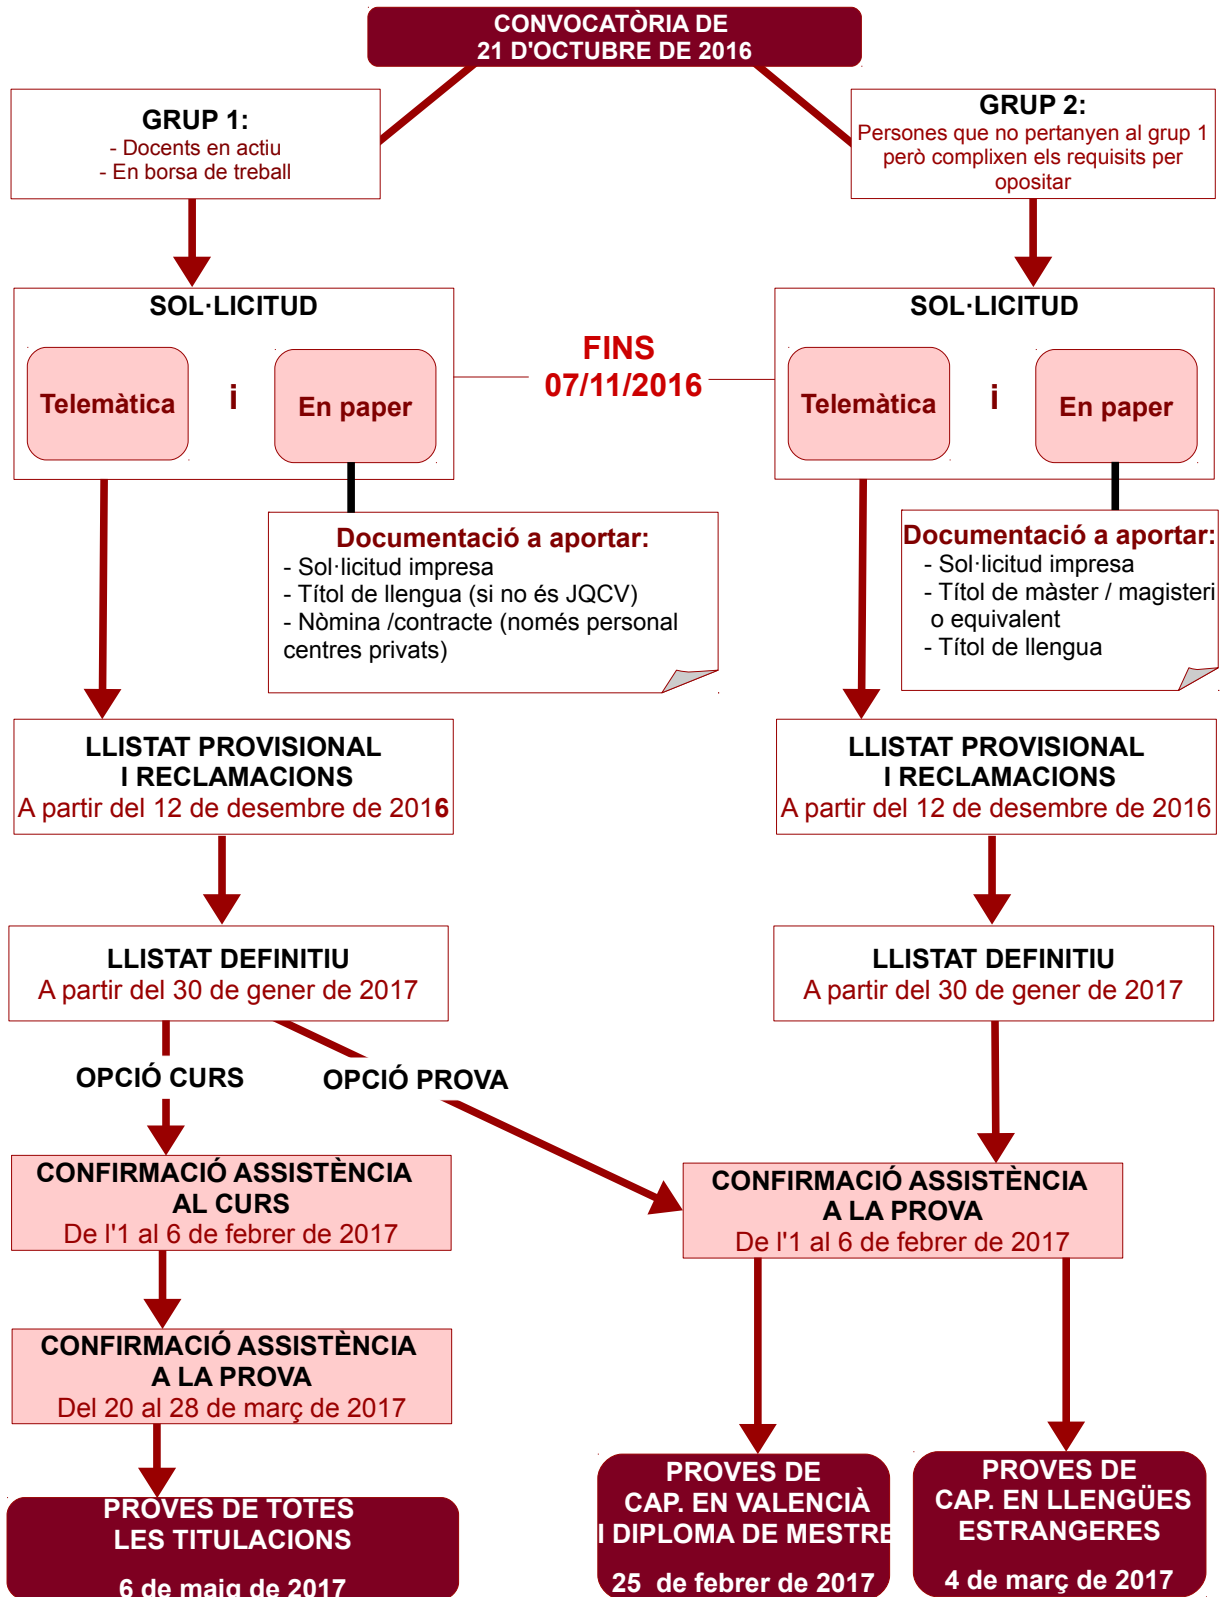 CONVOCATÒRIA DE
21 D'OCTUBRE DE 2016
GRUP 1:
- Docents en actiu
- En borsa de treball
GRUP 2:
Persones que no pertanyen al grup 1
però complixen els requisits per
opositar
SOL·LICITUD
Telemàtica
i
En paper
FINS
07/11/2016
SOL·LICITUD
Telemàtica
i
En paper
Documentació a aportar:
- Sol·licitud impresa
- Títol de llengua (si no és JQCV)
- Nòmina /contracte (només personal
centres privats)
Documentació a aportar:
- Sol·licitud impresa
- Títol de màster / magisteri
o equivalent
- Títol de llengua
LLISTAT PROVISIONAL
I RECLAMACIONS
A partir del 12 de desembre de 2016
LLISTAT PROVISIONAL
I RECLAMACIONS
A partir del 12 de desembre de 2016
LLISTAT DEFINITIU
A partir del 30 de gener de 2017
LLISTAT DEFINITIU
A partir del 30 de gener de 2017
OPCIÓ CURS
OPCIÓ PROVA
CONFIRMACIÓ ASSISTÈNCIA
AL CURS
De l'1 al 6 de febrer de 2017
CONFIRMACIÓ ASSISTÈNCIA
A LA PROVA
De l'1 al 6 de febrer de 2017
CONFIRMACIÓ ASSISTÈNCIA
A LA PROVA
Del 20 al 28 de març de 2017
PROVES DE TOTES
LES TITULACIONS
6 de maig de 2017
PROVES DE
CAP. EN VALENCIÀ
I DIPLOMA DE MESTRE
25 de febrer de 2017
PROVES DE
CAP. EN LLENGÜES
ESTRANGERES
4 de març de 2017